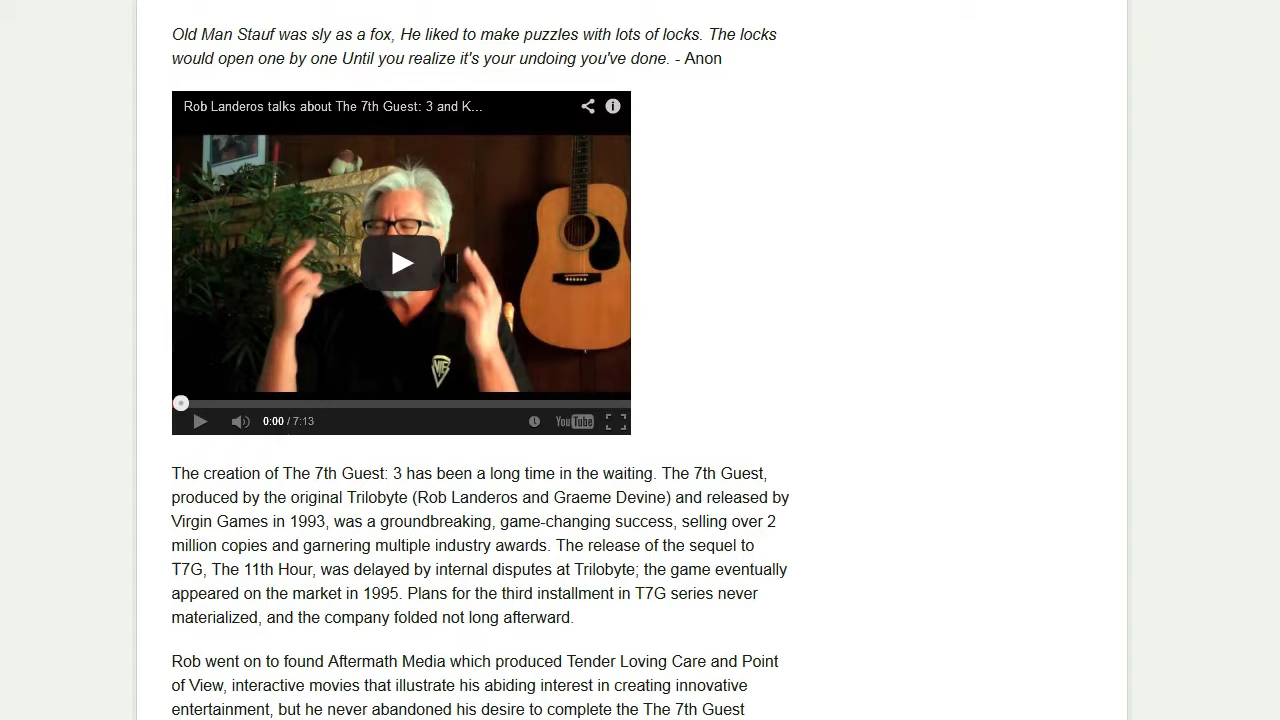 Old Man Stauf was sly as a fox, He liked to make puzzles with lots of locks. The locks
would open one by one Until you realize it's your undoing you've done. - Anon
Rob Landeros talks about The 7th Guest: 3 and K...
0:00 / 7:13
YouTube
The creation of The 7th Guest: 3 has been a long time in the waiting. The 7th Guest,
produced by the original Trilobyte (Rob Landeros and Graeme Devine) and released by
Virgin Games in 1993, was a groundbreaking, game-changing success, selling over 2
million copies and garnering multiple industry awards. The release of the sequel to
T7G, The 11th Hour, was delayed by internal disputes at Trilobyte; the game eventually
appeared on the market in 1995. Plans for the third installment in T7G series never
materialized, and the company folded not long afterward.
Rob went on to found Aftermath Media which produced Tender Loving Care and Point
of View, interactive movies that illustrate his abiding interest in creating innovative
entertainment, but he never abandoned his desire to complete the The 7th Guest